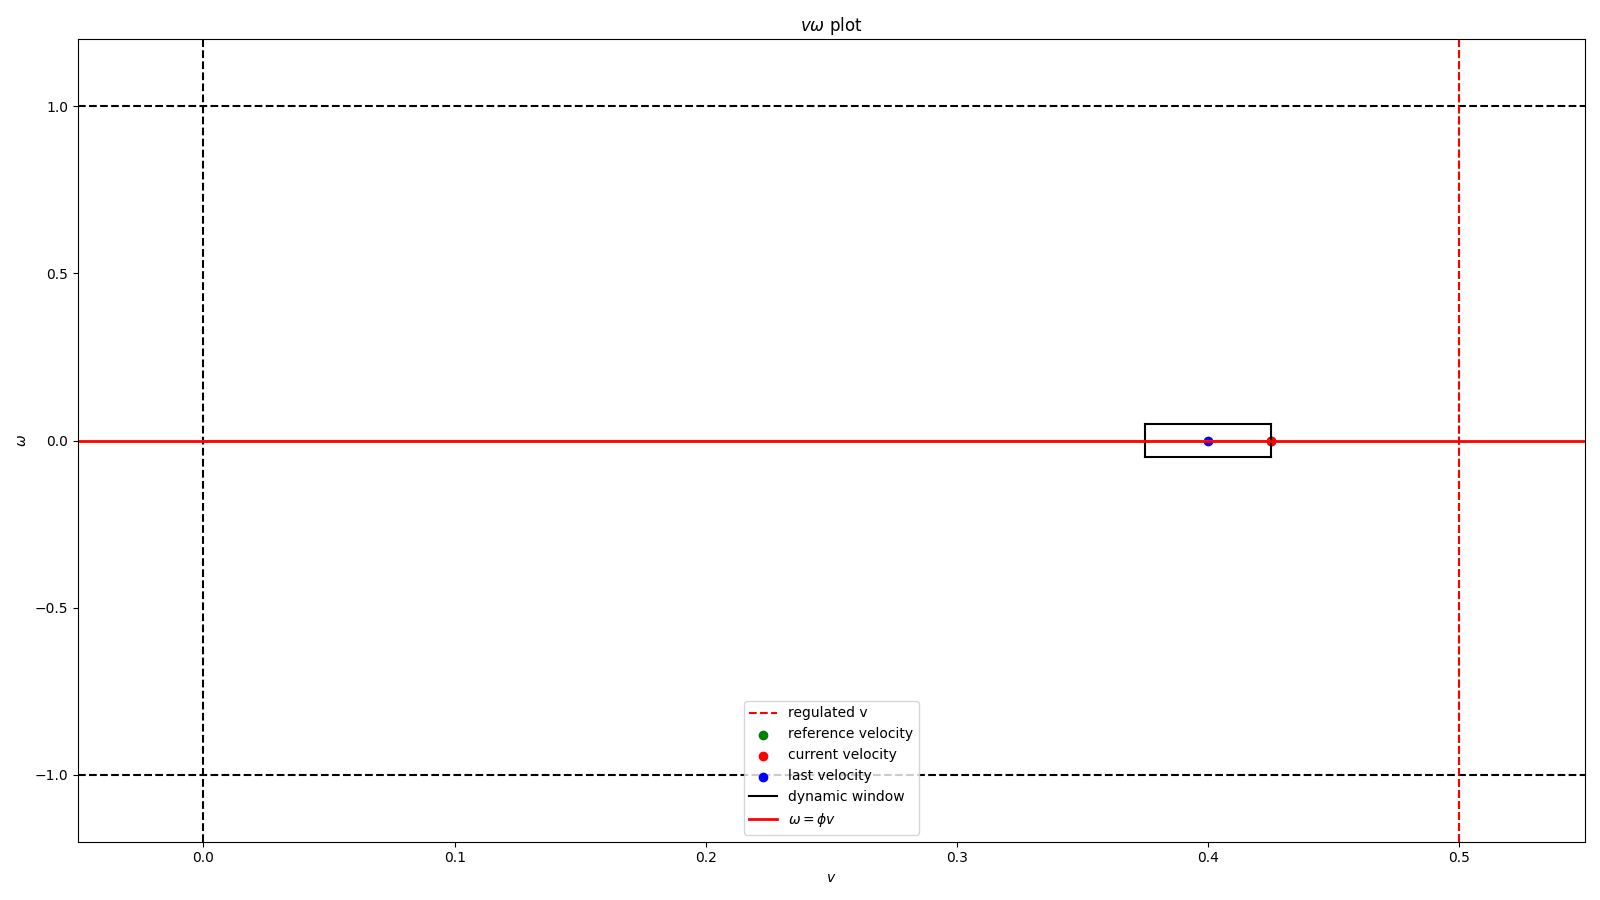 vω plot
1.0
0.5
0.0
−0.5
−1.0
ω
regulated v
reference velocity
current velocity
last velocity
dynamic window
ω = ϕv
0.0 0.1 0.2 0.3 0.4 0.5
v